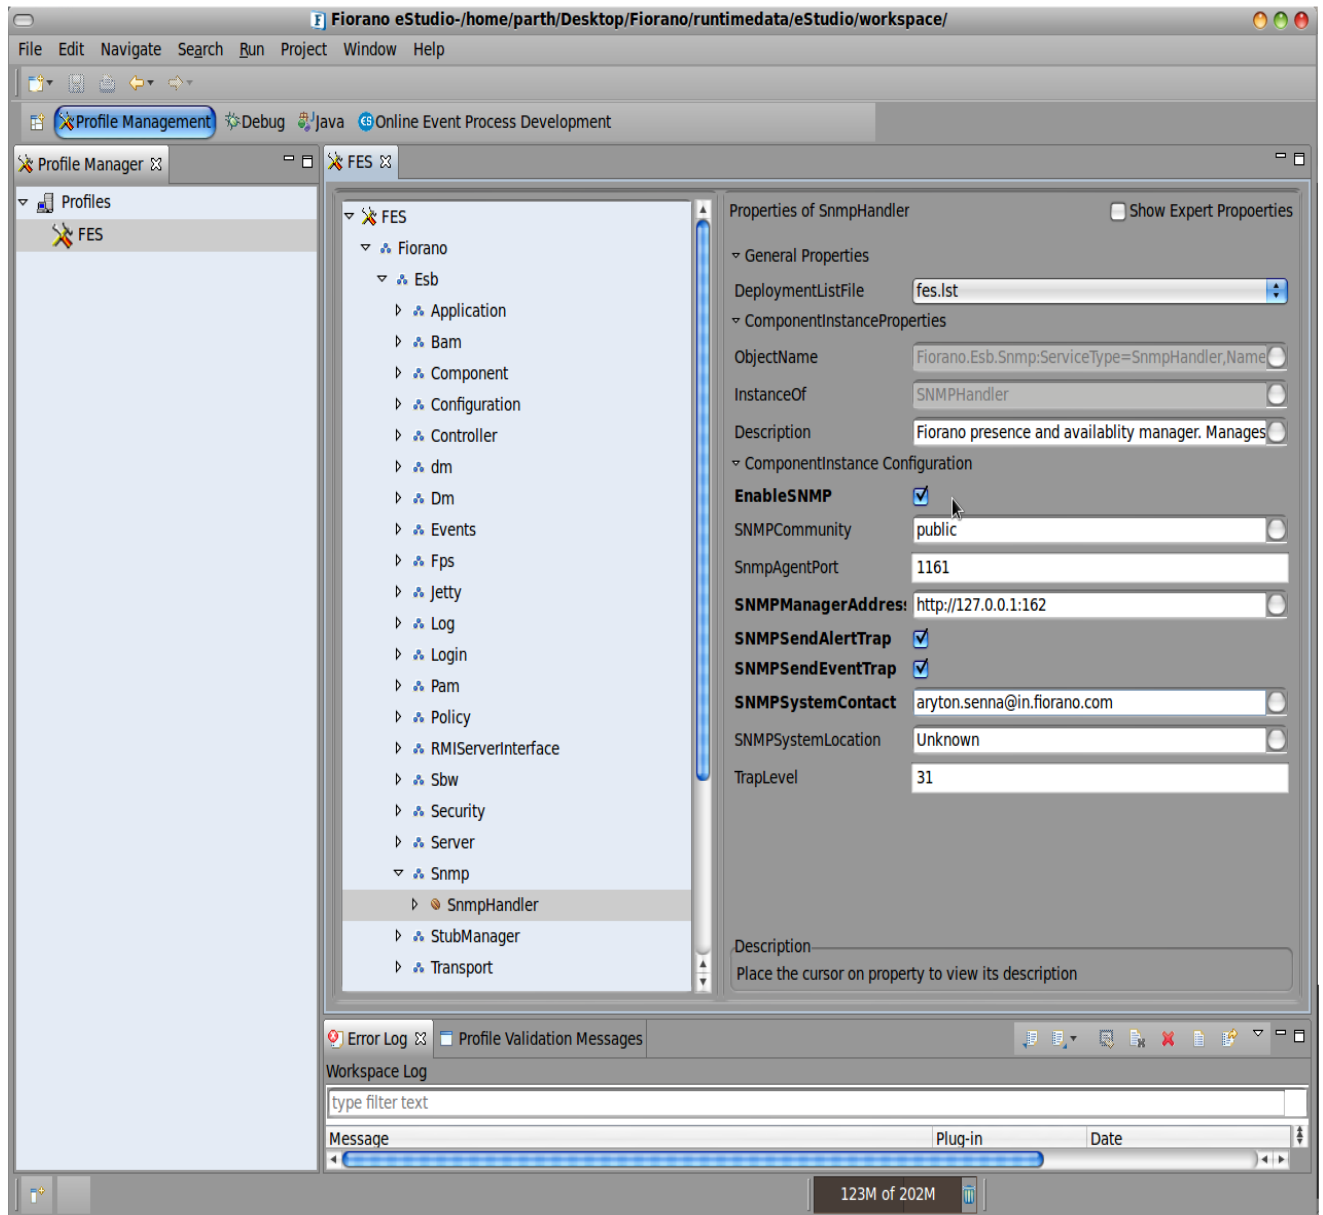 Fiorano eStudio-/home/parth/Desktop/Fiorano/runtimedata/eStudio/workspace/
File Edit Navigate Search Run Project Window Help
Profile Management Debug Java Online Event Process Development
Profile Manager
Profiles
FES
FES
FES
Fiorano
Esb
Application
Bam
Component
Configuration
Controller
dm
Dm
Events
Fps
Jetty
Log
Login
Pam
Policy
RMIServerInterface
Sbw
Security
Server
Snmp
SnmpHandler
StubManager
Transport
Properties of SnmpHandler Show Expert Propoerties
General Properties
DeploymentListFile fes.lst
ComponentInstanceProperties
ObjectName Fiorano.Esb.Snmp:ServiceType=SnmpHandler,Name
InstanceOf SNMPHandler
Description Fiorano presence and availablity manager. Manages
ComponentInstance Configuration
EnableSNMP
SNMPCommunity public
SnmpAgentPort 1161
SNMPManagerAddress http://127.0.0.1:162
SNMPSendAlertTrap
SNMPSendEventTrap
SNMPSystemContact aryton.senna@in.fiorano.com
SNMPSystemLocation Unknown
TrapLevel 31
Description
Place the cursor on property to view its description
Error Log Profile Validation Messages
Workspace Log
type filter text
Message Plug-in Date
123M of 202M